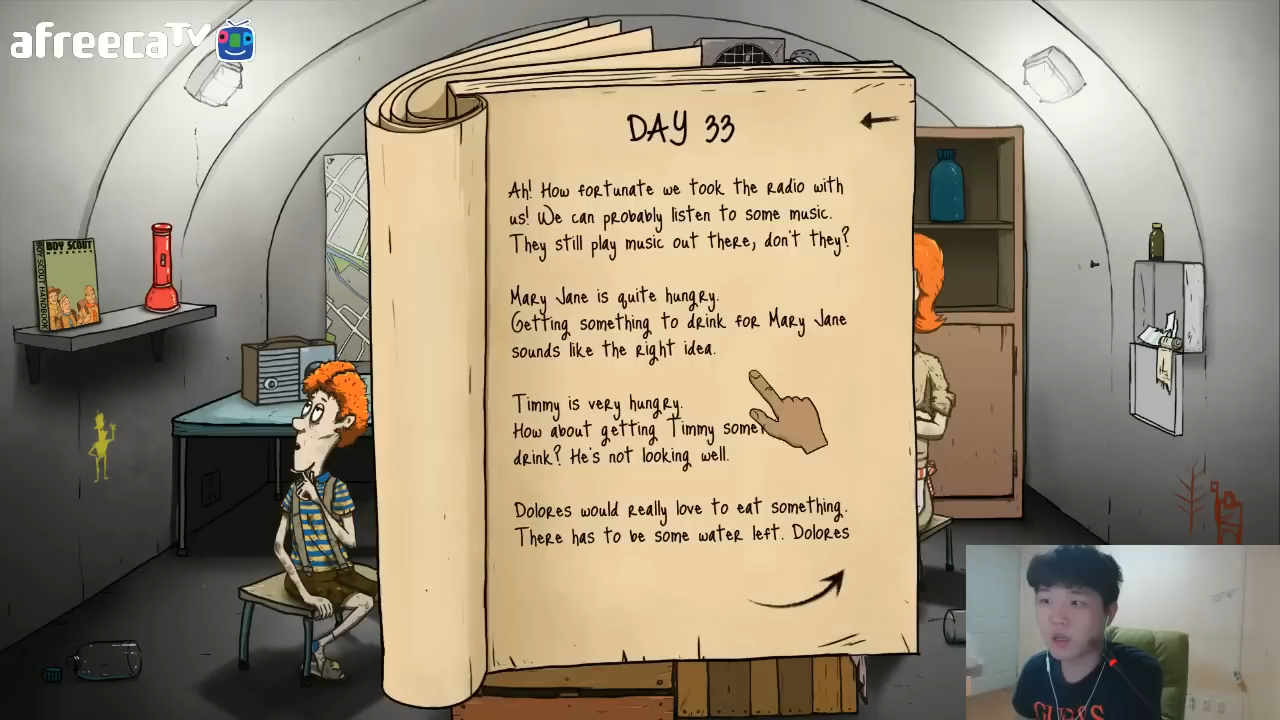 afreecaTV
DAY 33
Ah! How fortunate we took the radio with
us! We can probably listen to some music.
They still play music out there, don't they?
Mary Jane is quite hungry.
Getting something to drink for Mary Jane
sounds like the right idea.
Timmy is very hungry.
How about getting Timmy
drink? He's not looking well.
Dolores would really love to eat something.
There has to be some water left. Dolores
BOY SCOUT
BOY SCOUT HANDBOOK